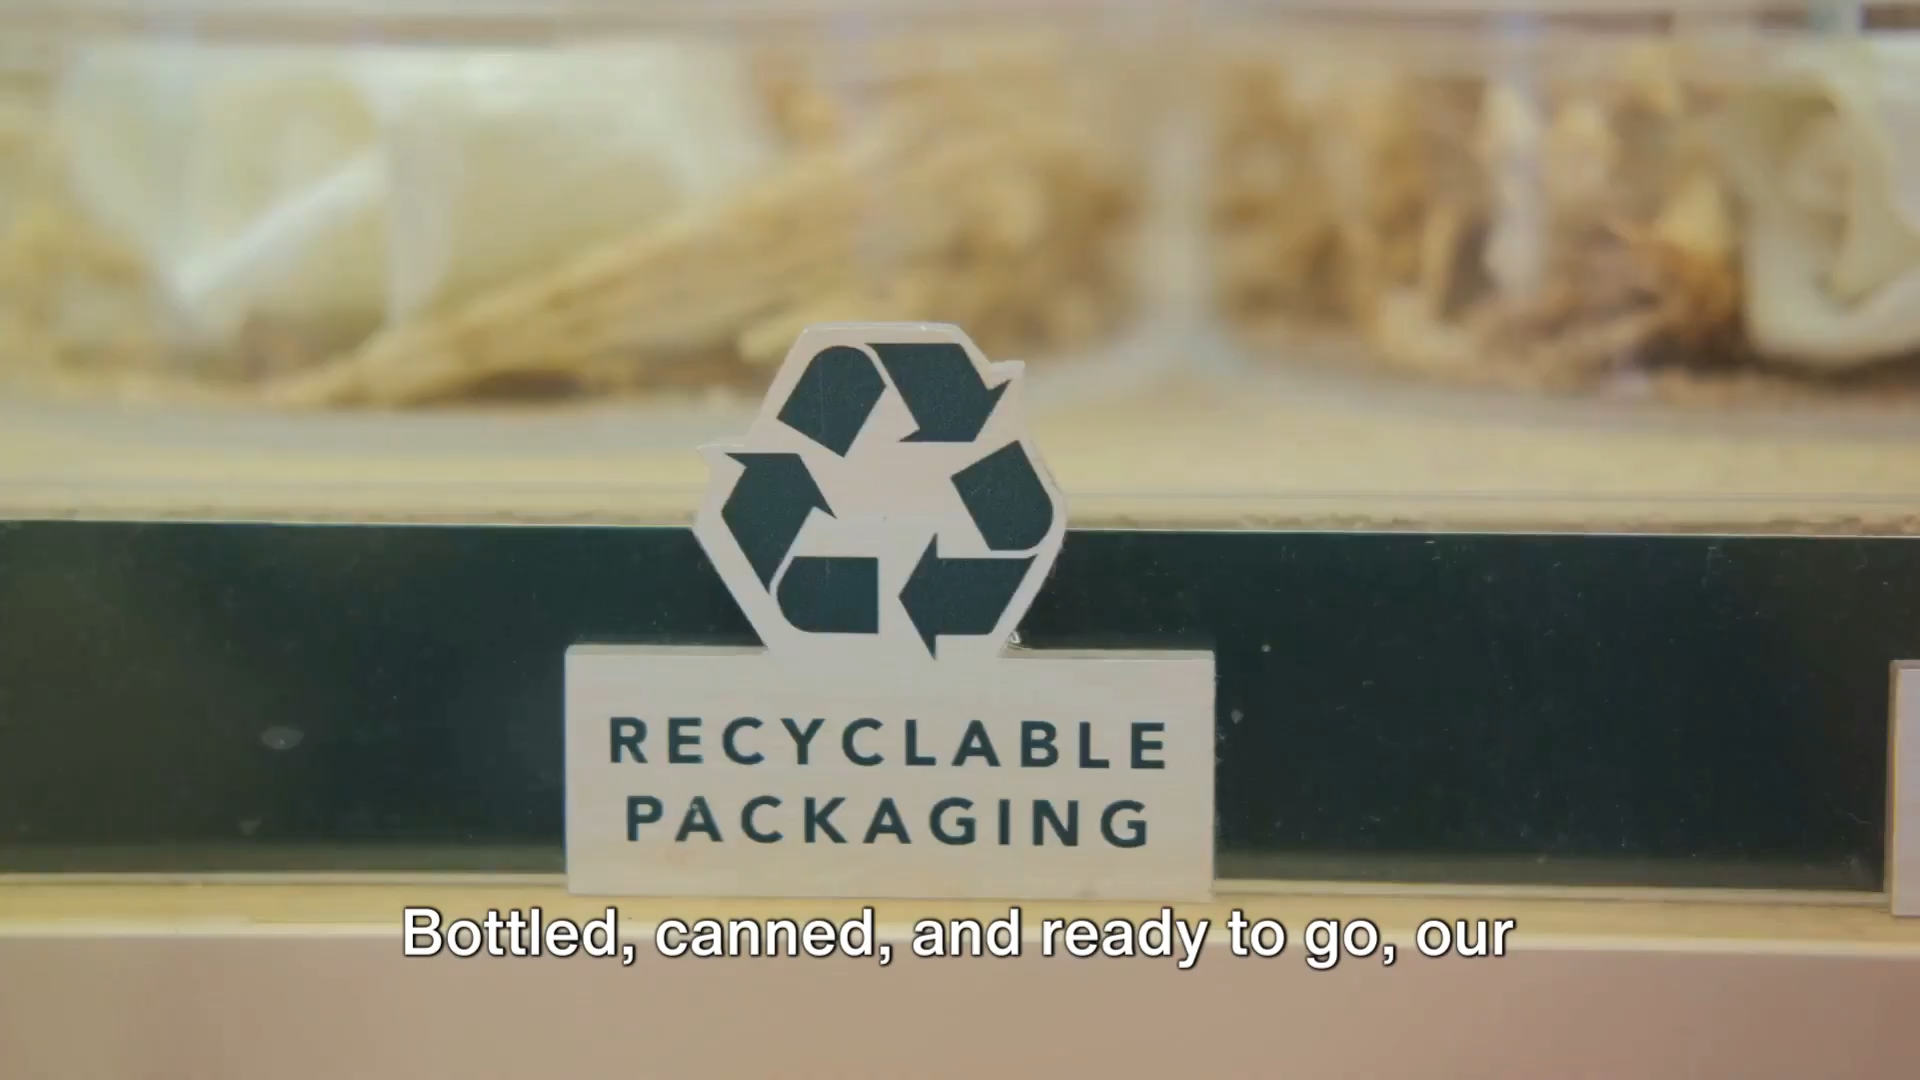 RECYCLABLE
PACKAGING
Bottled, canned, and ready to go, our